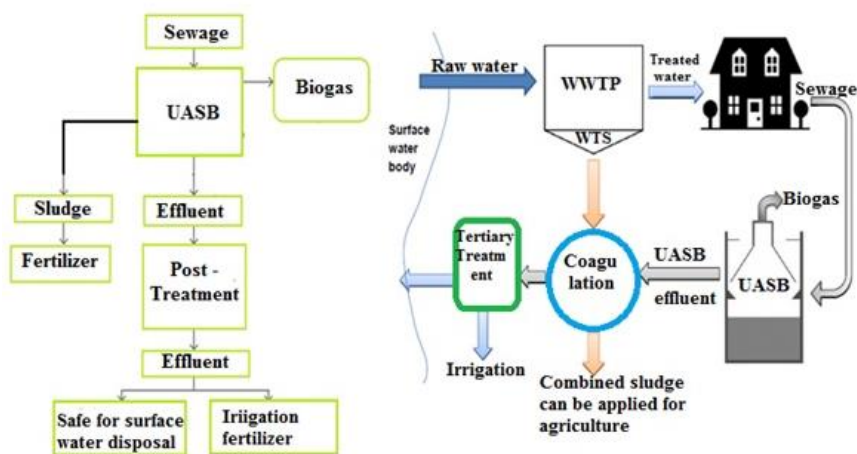 Sewage
UASB
Biogas
Sludge
Fertilizer
Effluent
Post -
Treatment
Effluent
Safe for surface
water disposal
Iriigation
fertilizer
Raw water
WWTP
WTS
Treated
water
Sewage
Surface
water
body
Biogas
UASB
UASB
effluent
Coagu
lation
Tertiary
Treatm
ent
Irrigation
Combined sludge
can be applied for
agriculture